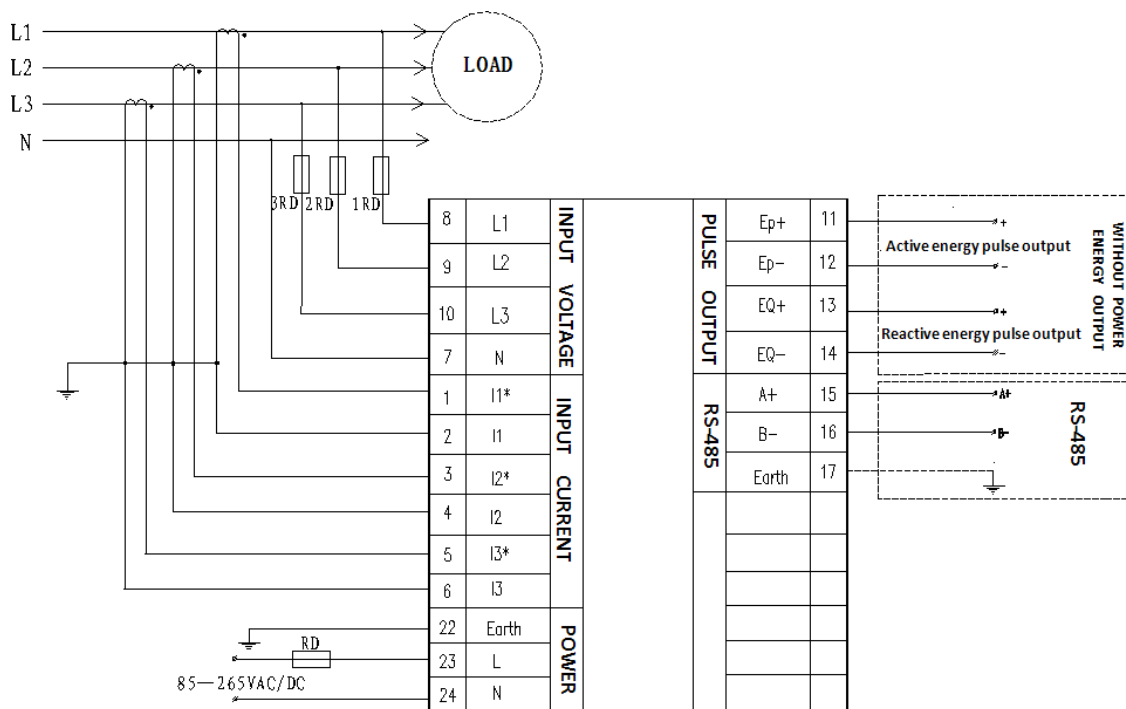 L1
L2
L3
N
LOAD
3RD
2RD
1RD
8
L1
9
L2
10
L3
7
N
INPUT VOLTAGE
1
I1*
2
I1
3
I2*
4
I2
5
I3*
6
I3
INPUT CURRENT
22
Earth
23
L
24
N
POWER
RD
85—265VAC/DC
PULSE OUTPUT
Ep+
11
Ep-
12
EQ+
13
EQ-
14
RS-485
A+
15
B-
16
Earth
17
+
Active energy pulse output
-
+
Reactive energy pulse output
-
WITHOUT POWER
ENERGY OUTPUT
A+
B-
RS-485